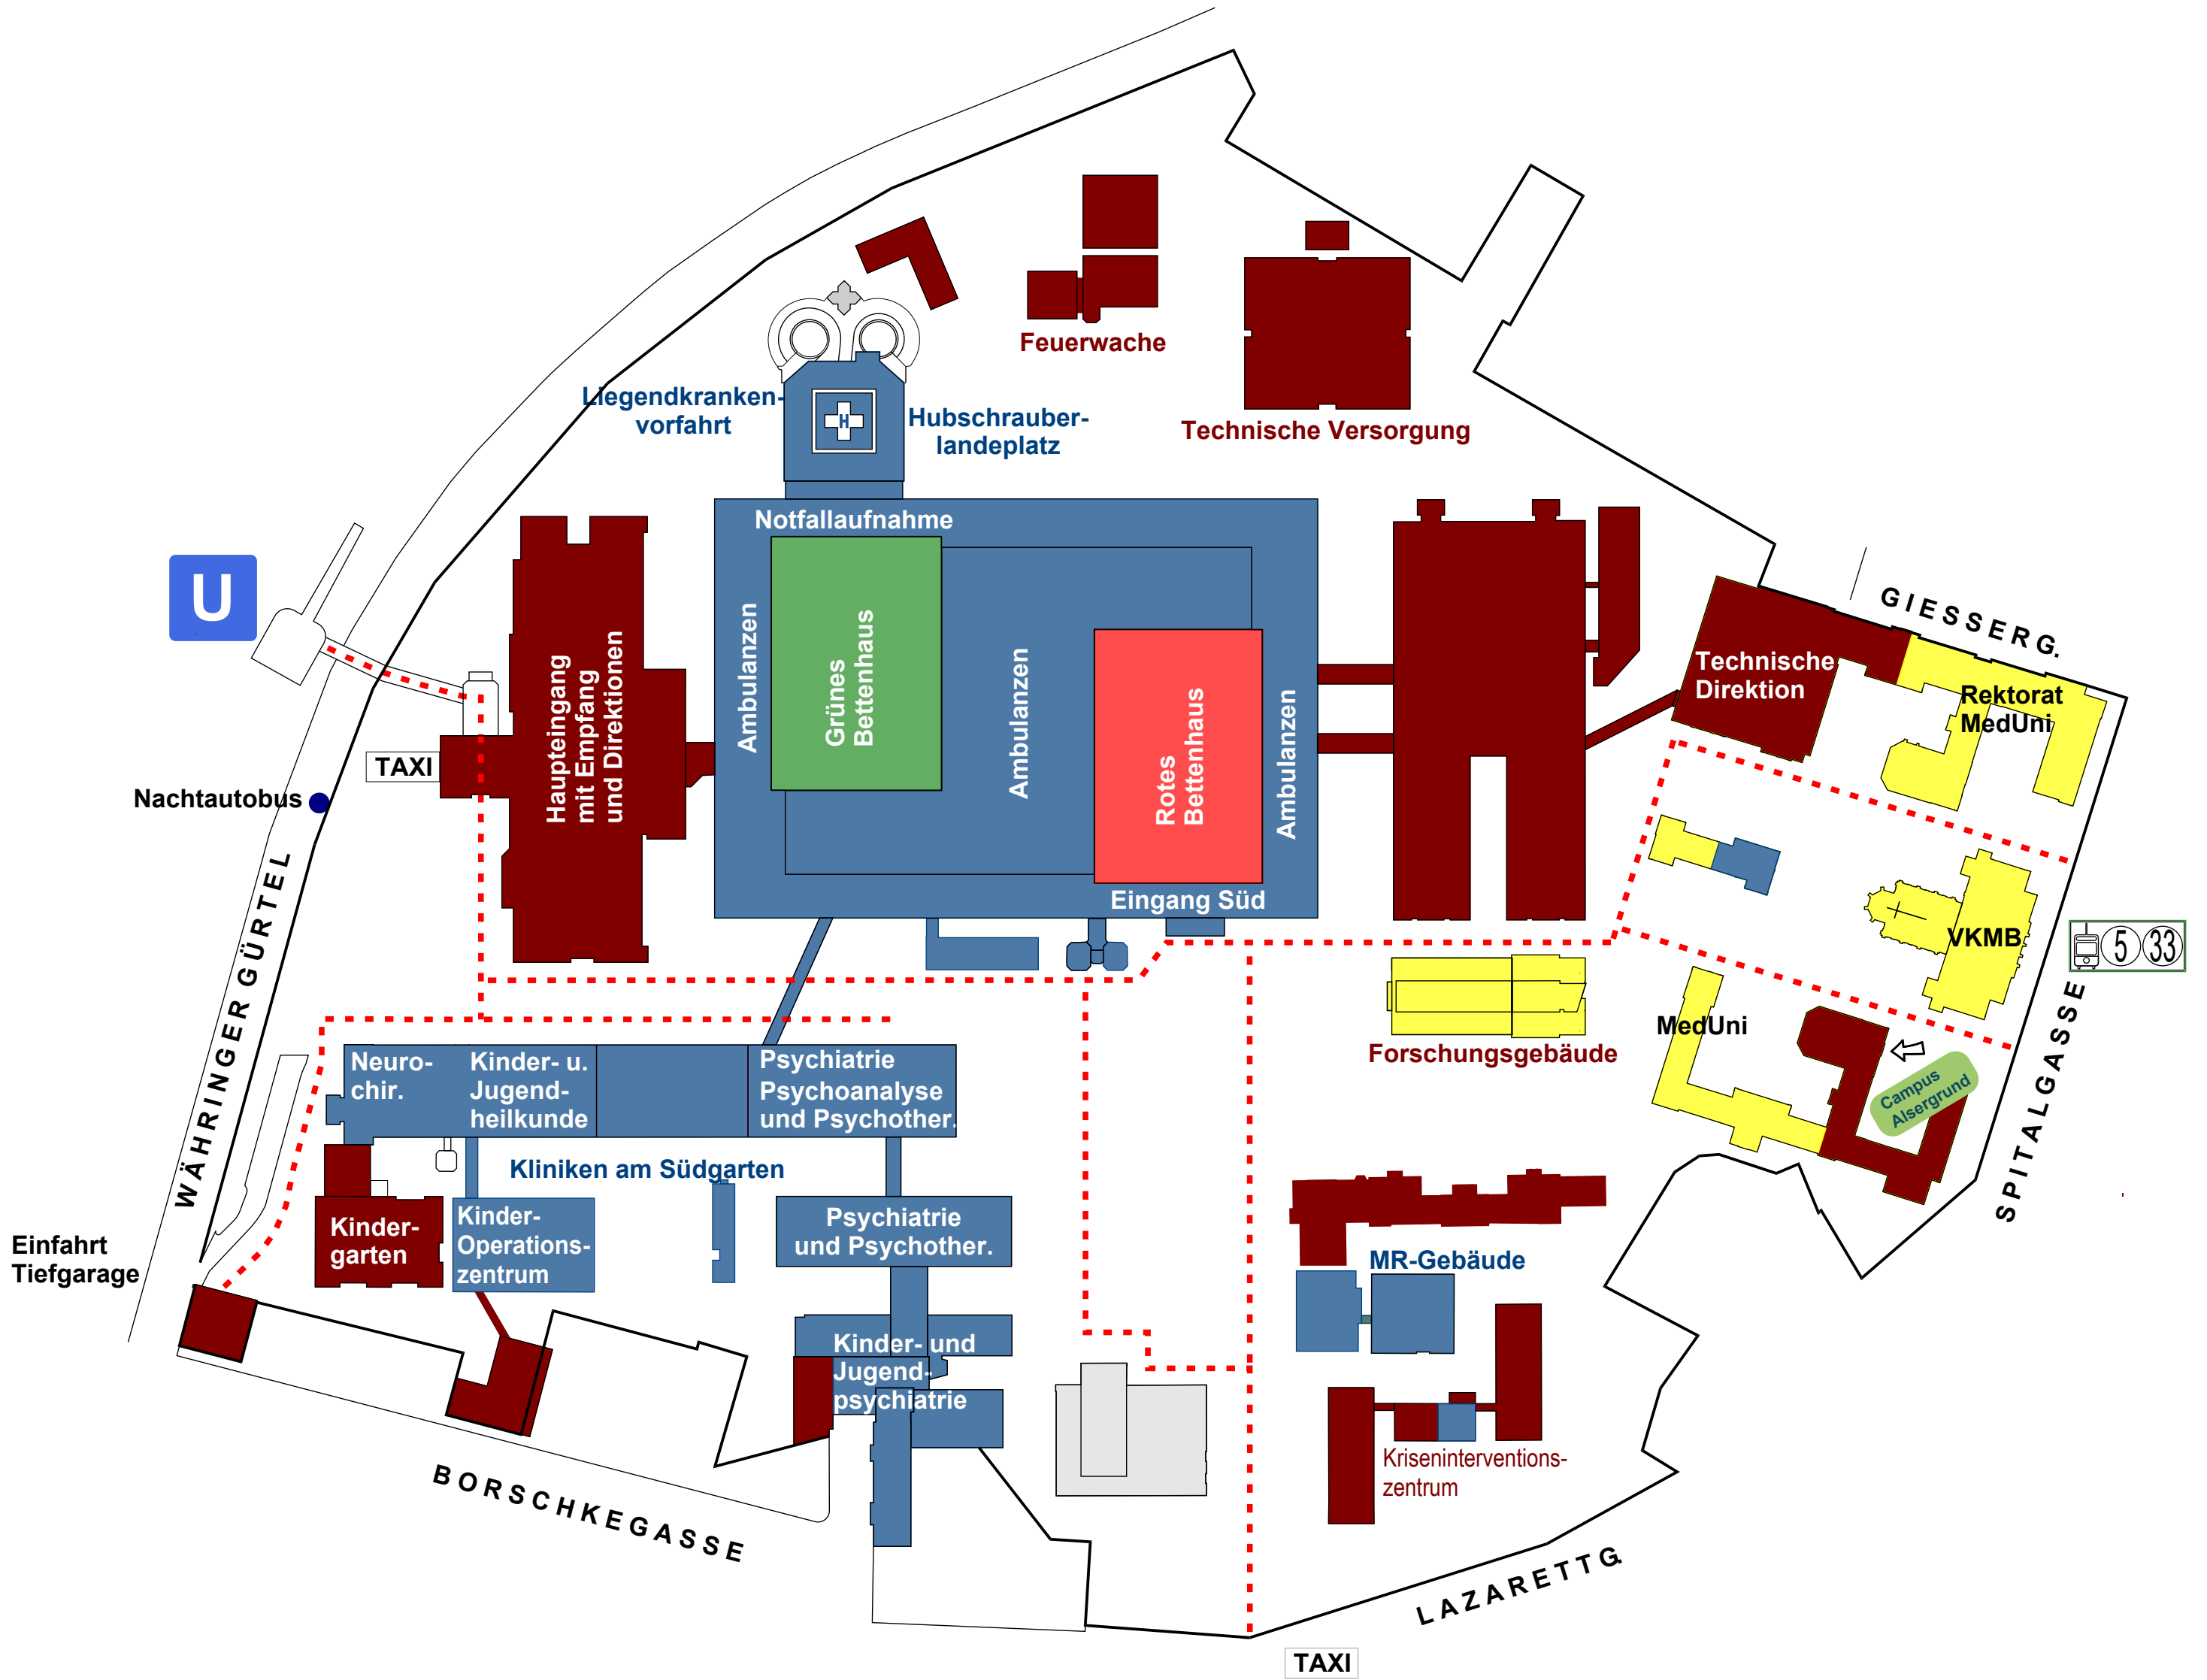 Feuerwache
Liegendkranken-
vorfahrt
H
Hubschrauber-
landeplatz
Technische Versorgung
Notfallaufnahme
U
GIESSERG.
Haupteingang
mit Empfang
und Direktionen
Ambulanzen
Grünes
Bettenhaus
Ambulanzen
Rotes
Bettenhaus
Ambulanzen
Technische
Direktion
Rektorat
MedUni
TAXI
Nachtautobus
Eingang Süd
VKMB
5 33
WÄHRINGER GÜRTEL
MedUni
Forschungsgebäude
Campus
Alsergrund
SPITALGASSE
Neuro-
chir.
Kinder- u.
Jugend-
heilkunde
Psychiatrie
Psychoanalyse
und Psychother.
Kliniken am Südgarten
Einfahrt
Tiefgarage
Kinder-
garten
Kinder-
Operations-
zentrum
Psychiatrie
und Psychother.
MR-Gebäude
Kinder- und
Jugend-
psychiatrie
Kriseninterventions-
zentrum
BORSCHKEGASSE
LAZARETTG.
TAXI